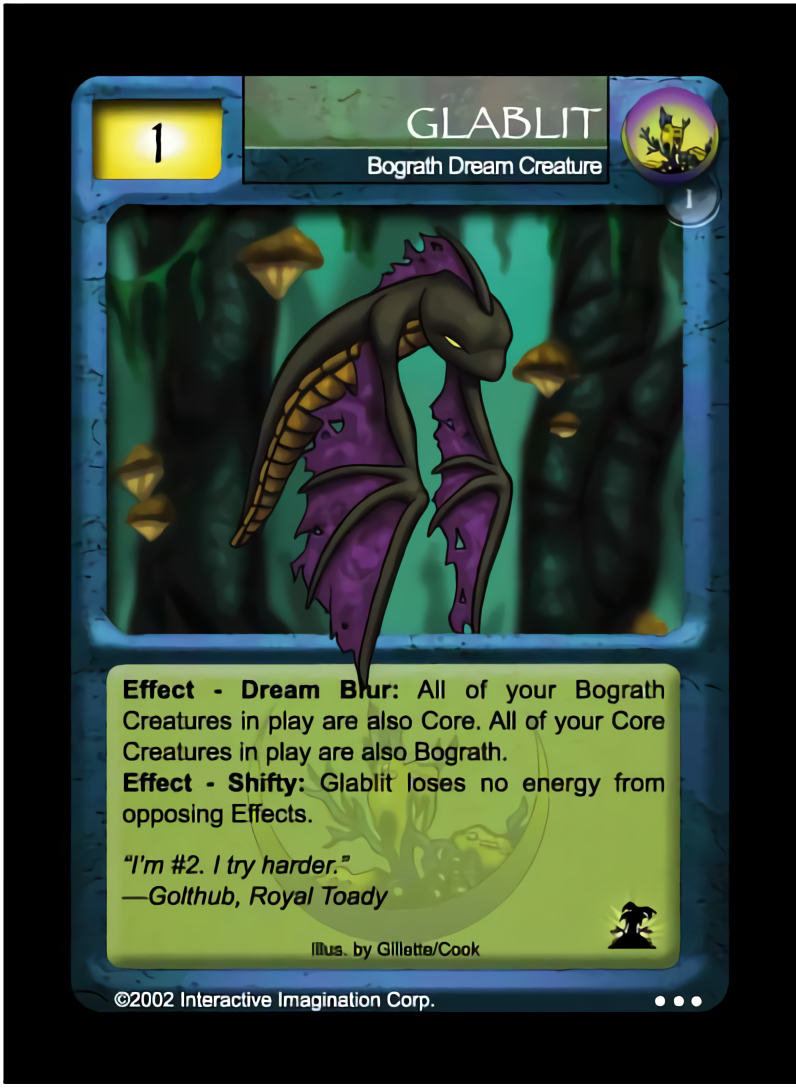 1
GLABLIT
Bograth Dream Creature
1
Effect - Dream Blur: All of your Bograth
Creatures in play are also Core. All of your Core
Creatures in play are also Bograth.
Effect - Shifty: Glablit loses no energy from
opposing Effects.
"I'm #2. I try harder."
—Golthub, Royal Toady
Illus. by Gillette/Cook
©2002 Interactive Imagination Corp.